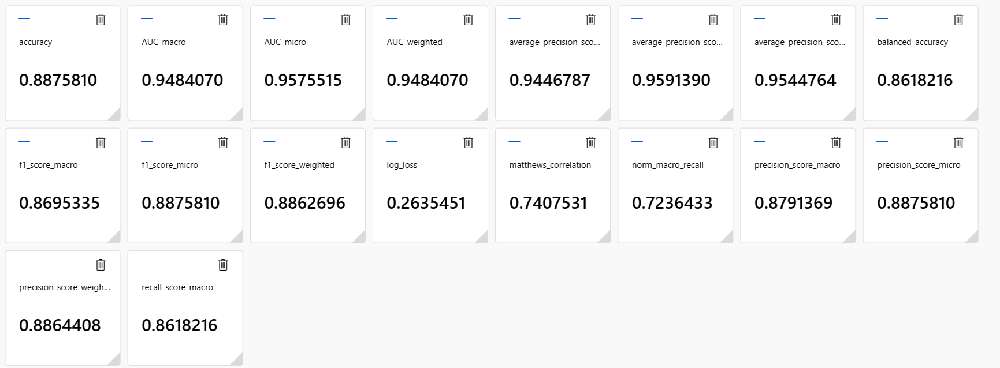 accuracy
0.8875810
AUC_macro
0.9484070
AUC_micro
0.9575515
AUC_weighted
0.9484070
average_precision_sco...
0.9446787
average_precision_sco...
0.9591390
average_precision_sco...
0.9544764
balanced_accuracy
0.8618216
f1_score_macro
0.8695335
f1_score_micro
0.8875810
f1_score_weighted
0.8862696
log_loss
0.2635451
matthews_correlation
0.7407531
norm_macro_recall
0.7236433
precision_score_macro
0.8791369
precision_score_micro
0.8875810
precision_score_weigh...
0.8864408
recall_score_macro
0.8618216